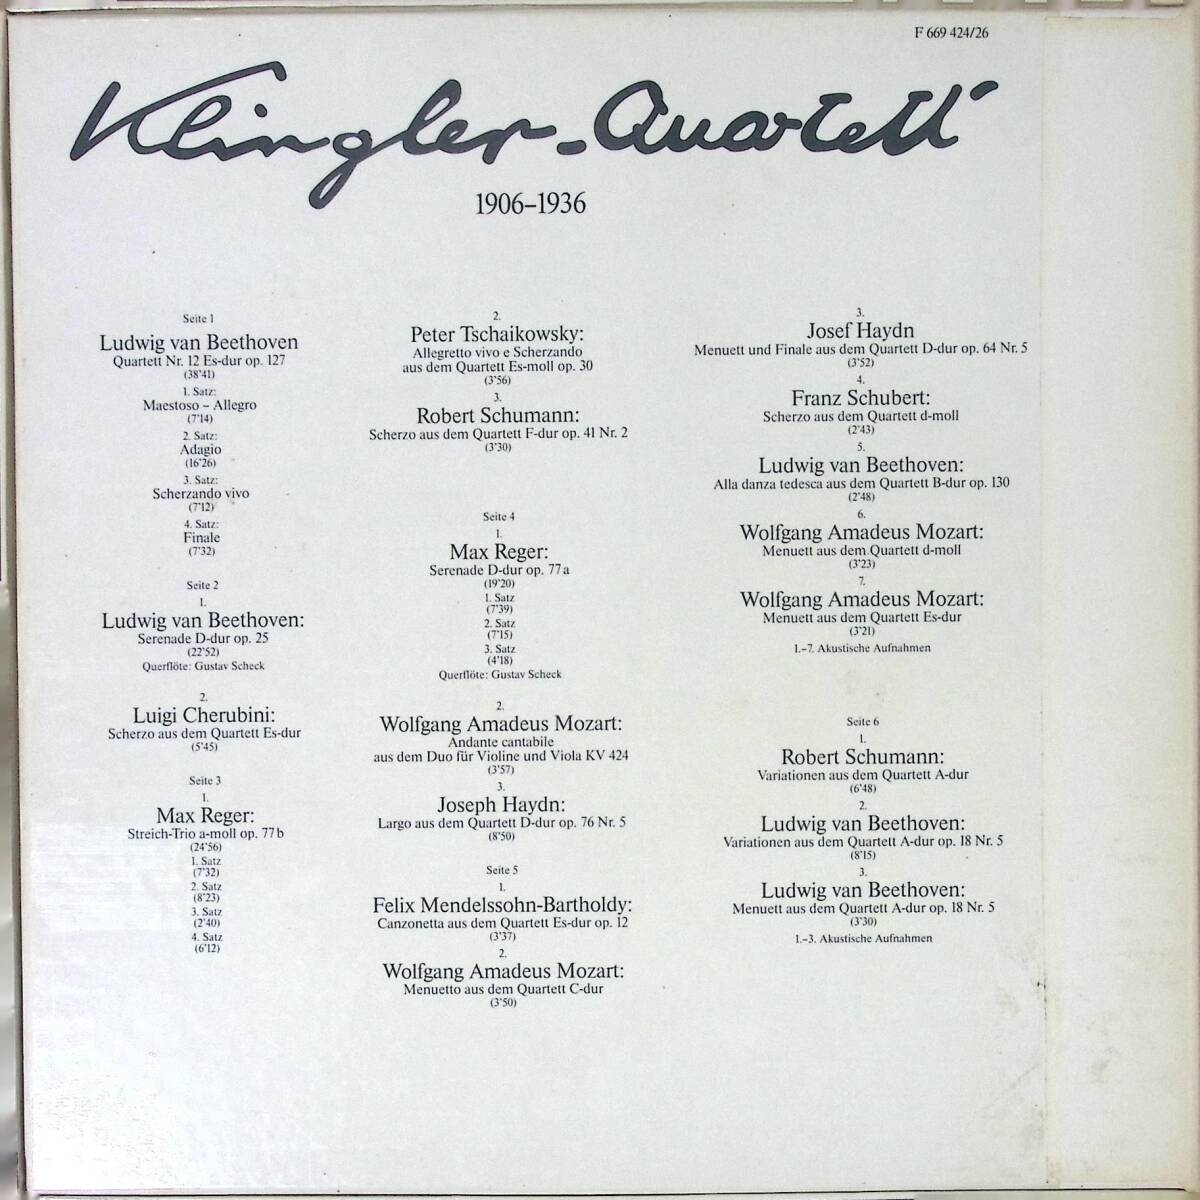 F 669 424/26
Klingler-Quartett
1906–1936
Seite 1
Ludwig van Beethoven
Quartett Nr. 12 Es-dur op. 127
(38'41)
1. Satz:
Maestoso – Allegro
(7'14)
2. Satz:
Adagio
(16'26)
3. Satz:
Scherzando vivo
(7'12)
4. Satz:
Finale
(7'32)
Seite 2
1.
Ludwig van Beethoven:
Serenade D-dur op. 25
(22'52)
Querflöte: Gustav Scheck
2.
Luigi Cherubini:
Scherzo aus dem Quartett Es-dur
(5'45)
Seite 3
1.
Max Reger:
Streich-Trio a-moll op. 77b
(24'56)
1. Satz
(7'32)
2. Satz
(8'23)
3. Satz
(2'40)
4. Satz
(6'12)
2.
Peter Tschaikowsky:
Allegretto vivo e Scherzando
aus dem Quartett Es-moll op. 30
(3'56)
3.
Robert Schumann:
Scherzo aus dem Quartett F-dur op. 41 Nr. 2
(3'30)
Seite 4
1.
Max Reger:
Serenade D-dur op. 77a
(19'20)
1. Satz
(7'39)
2. Satz
(7'15)
3. Satz
(4'18)
Querflöte: Gustav Scheck
2.
Wolfgang Amadeus Mozart:
Andante cantabile
aus dem Duo für Violine und Viola KV 424
(3'57)
3.
Joseph Haydn:
Largo aus dem Quartett D-dur op. 76 Nr. 5
(8'50)
Seite 5
1.
Felix Mendelssohn-Bartholdy:
Canzonetta aus dem Quartett Es-dur op. 12
(3'37)
2.
Wolfgang Amadeus Mozart:
Menuetto aus dem Quartett C-dur
(3'50)
3.
Josef Haydn
Menuett und Finale aus dem Quartett D-dur op. 64 Nr. 5
(3'52)
4.
Franz Schubert:
Scherzo aus dem Quartett d-moll
(2'43)
5.
Ludwig van Beethoven:
Alla danza tedesca aus dem Quartett B-dur op. 130
(2'48)
6.
Wolfgang Amadeus Mozart:
Menuett aus dem Quartett d-moll
(3'23)
7.
Wolfgang Amadeus Mozart:
Menuett aus dem Quartett Es-dur
(3'21)
1.–7. Akustische Aufnahmen
Seite 6
1.
Robert Schumann:
Variationen aus dem Quartett A-dur
(6'48)
2.
Ludwig van Beethoven:
Variationen aus dem Quartett A-dur op. 18 Nr. 5
(8'15)
3.
Ludwig van Beethoven:
Menuett aus dem Quartett A-dur op. 18 Nr. 5
(3'30)
1.–3. Akustische Aufnahmen